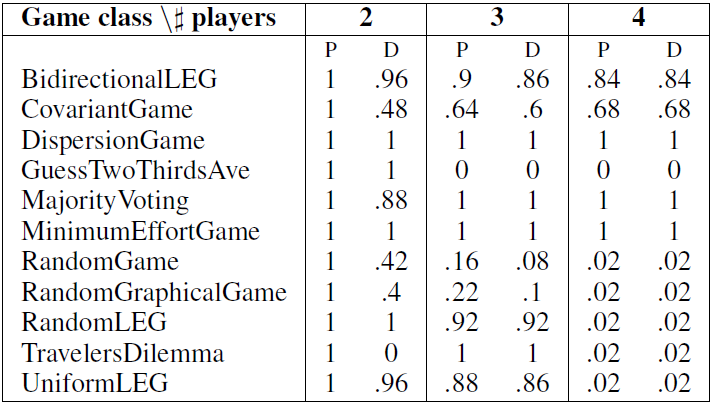 Game class \♯ players 2 3 4
P D P D P D
BidirectionalLEG 1 .96 .9 .86 .84 .84
CovariantGame 1 .48 .64 .6 .68 .68
DispersionGame 1 1 1 1 1 1
GuessTwoThirdsAve 1 1 0 0 0 0
MajorityVoting 1 .88 1 1 1 1
MinimumEffortGame 1 1 1 1 1 1
RandomGame 1 .42 .16 .08 .02 .02
RandomGraphicalGame 1 .4 .22 .1 .02 .02
RandomLEG 1 1 .92 .92 .02 .02
TravelersDilemma 1 0 1 1 .02 .02
UniformLEG 1 .96 .88 .86 .02 .02